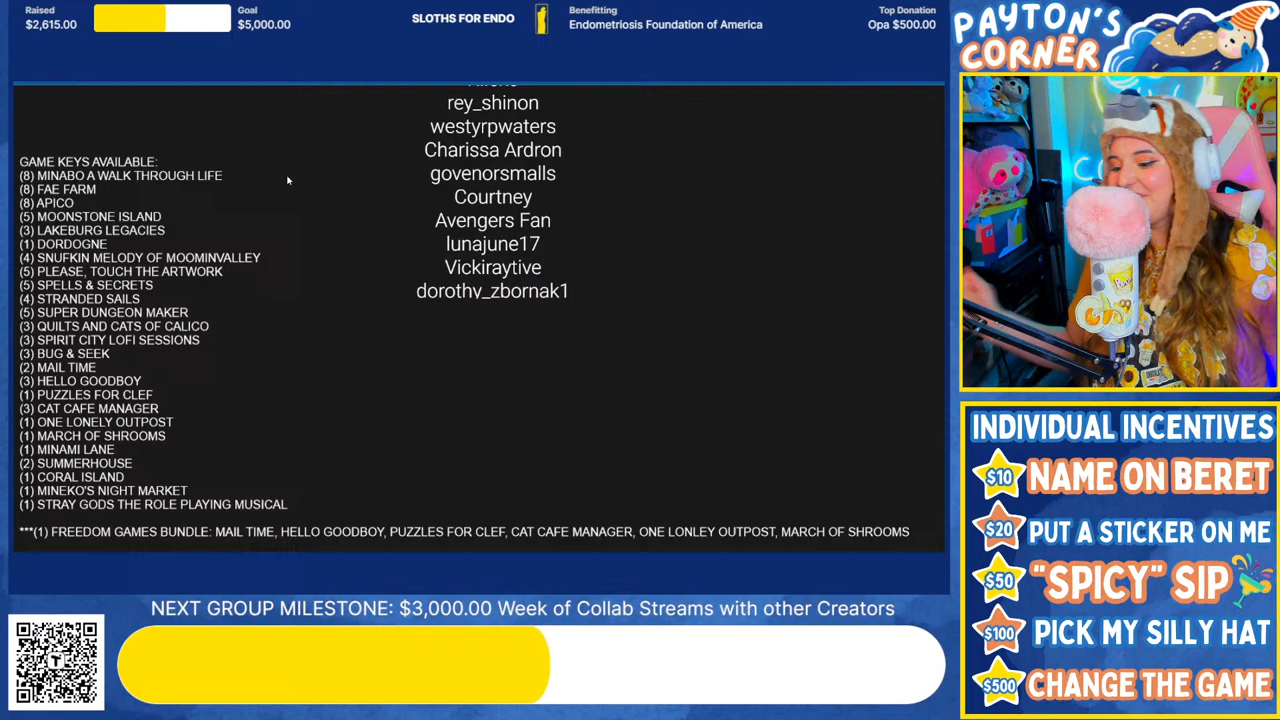 Raised
$2,615.00
Goal
$5,000.00
SLOTHS FOR ENDO
Benefitting
Endometriosis Foundation of America
Top Donation
Opa $500.00
PAYTON'S
CORNER
rey_shinon
westyrpwaters
Charissa Ardron
govenorsmalls
Courtney
Avengers Fan
lunajune17
Vickiraytive
dorothy_zbornak1
GAME KEYS AVAILABLE:
(8) MINABO A WALK THROUGH LIFE
(8) FAE FARM
(8) APICO
(5) MOONSTONE ISLAND
(3) LAKEBURG LEGACIES
(1) DORDOGNE
(4) SNUFKIN MELODY OF MOOMINVALLEY
(5) PLEASE, TOUCH THE ARTWORK
(5) SPELLS & SECRETS
(4) STRANDED SAILS
(5) SUPER DUNGEON MAKER
(3) QUILTS AND CATS OF CALICO
(3) SPIRIT CITY LOFI SESSIONS
(3) BUG & SEEK
(2) MAIL TIME
(3) HELLO GOODBOY
(1) PUZZLES FOR CLEF
(3) CAT CAFE MANAGER
(1) ONE LONELY OUTPOST
(1) MARCH OF SHROOMS
(1) MINAMI LANE
(2) SUMMERHOUSE
(1) CORAL ISLAND
(1) MINEKO'S NIGHT MARKET
(1) STRAY GODS THE ROLE PLAYING MUSICAL
***(1) FREEDOM GAMES BUNDLE: MAIL TIME, HELLO GOODBOY, PUZZLES FOR CLEF, CAT CAFE MANAGER, ONE LONLEY OUTPOST, MARCH OF SHROOMS
INDIVIDUAL INCENTIVES
$10 NAME ON BERET
$20 PUT A STICKER ON ME
$50 "SPICY" SIP
$100 PICK MY SILLY HAT
$500 CHANGE THE GAME
NEXT GROUP MILESTONE: $3,000.00 Week of Collab Streams with other Creators